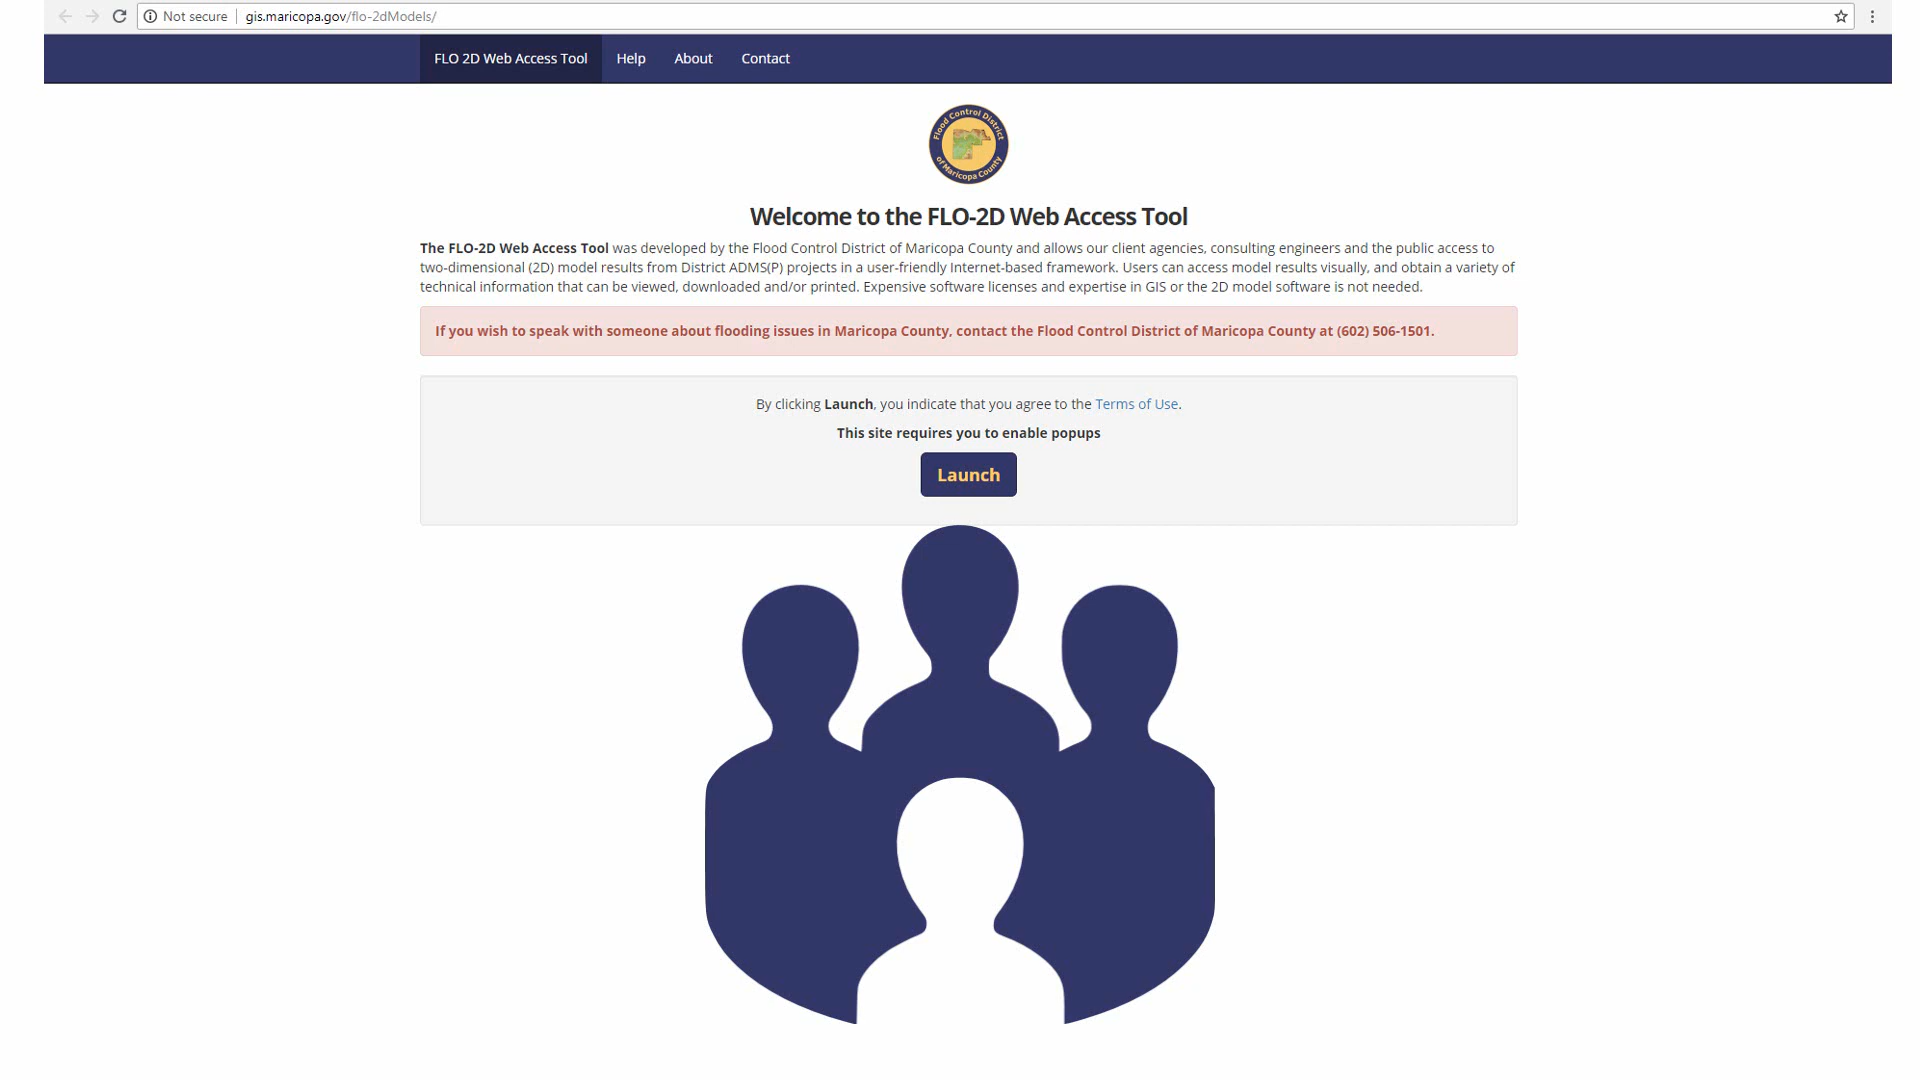 Not secure gis.maricopa.gov/flo-2dModels/
FLO 2D Web Access Tool Help About Contact
Flood Control District
of Maricopa County
Welcome to the FLO-2D Web Access Tool
The FLO-2D Web Access Tool was developed by the Flood Control District of Maricopa County and allows our client agencies, consulting engineers and the public access to
two-dimensional (2D) model results from District ADMS(P) projects in a user-friendly Internet-based framework. Users can access model results visually, and obtain a variety of
technical information that can be viewed, downloaded and/or printed. Expensive software licenses and expertise in GIS or the 2D model software is not needed.
If you wish to speak with someone about flooding issues in Maricopa County, contact the Flood Control District of Maricopa County at (602) 506-1501.
By clicking Launch, you indicate that you agree to the Terms of Use.
This site requires you to enable popups
Launch